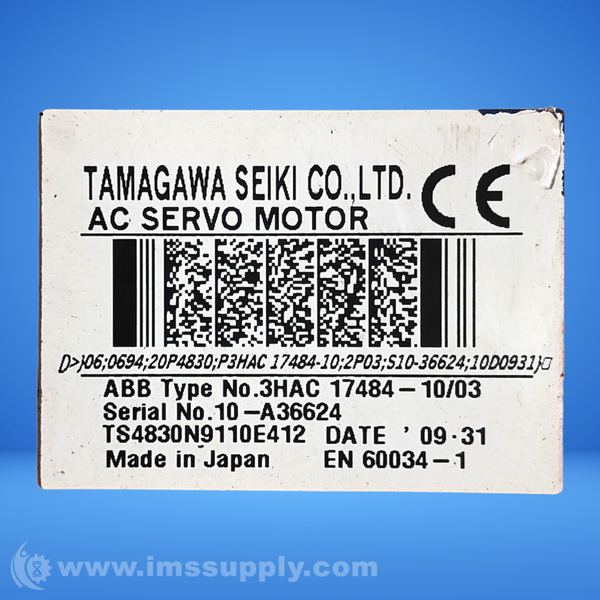 TAMAGAWA SEIKI CO.,LTD. CE
AC SERVO MOTOR
D>}06;0694;20P4830;P3HAC 17484-10;2P03;S10-36624;10D0931}◻
ABB Type No.3HAC 17484-10/03
Serial No.10-A36624
TS4830N9110E412 DATE ' 09・31
Made in Japan EN 60034-1
www.imssupply.com